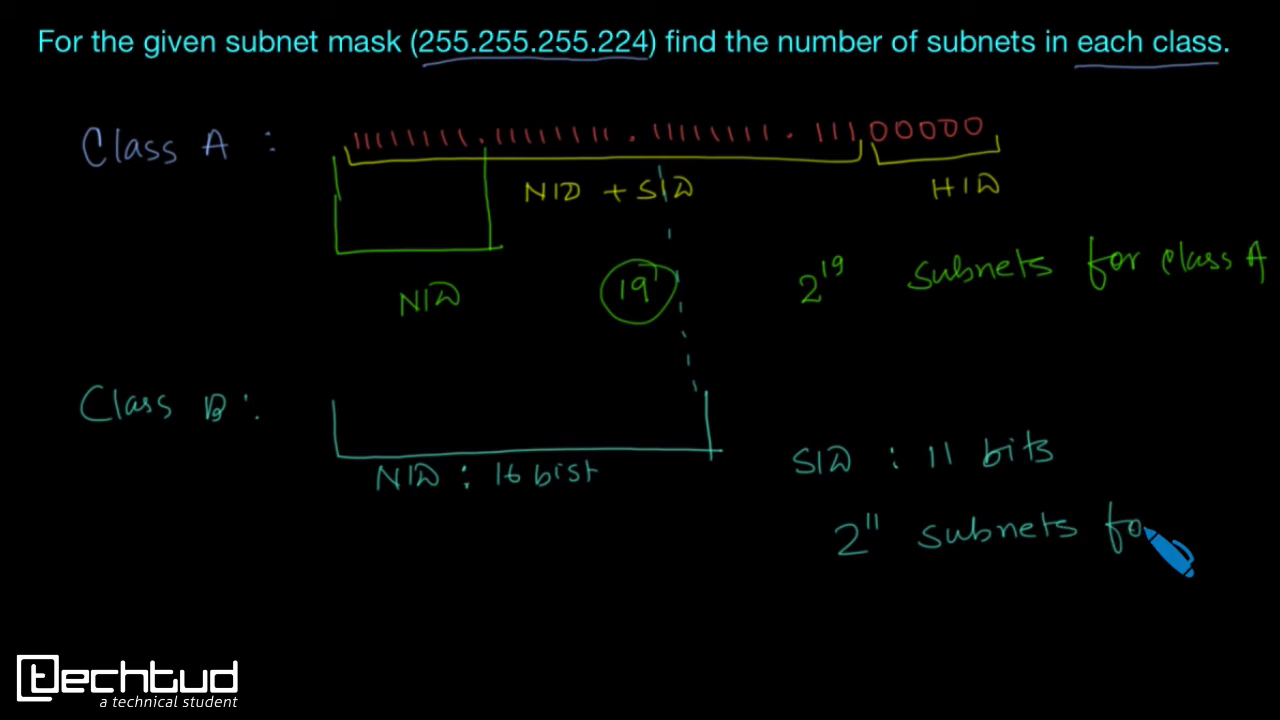 For the given subnet mask (255.255.255.224) find the number of subnets in each class.
Class A : 11111111.11111111.11111111.11100000
NID + SID HID
NID 19 2^19 subnets for class A
Class B :
NID : 16 bist SID : 11 bits
2^11 subnets fo
techtud
a technical student